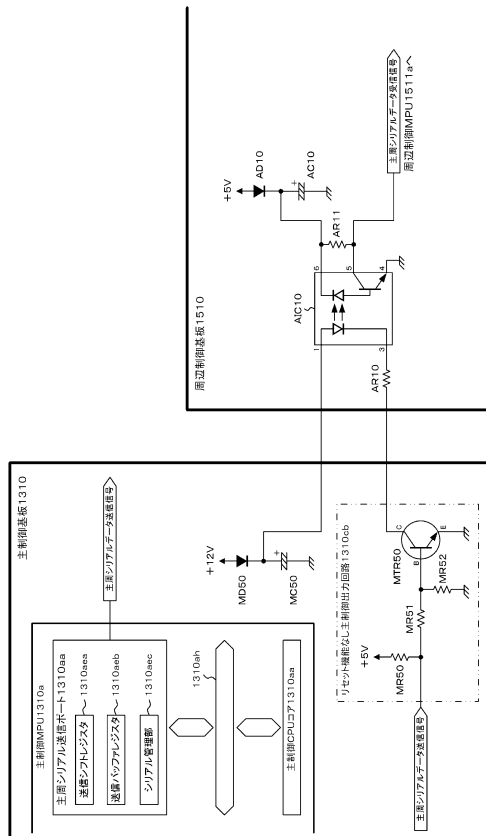 主制御基板1310
主制御MPU1310a
主周シリアル送信ポート1310aa
送信シフトレジスタ
1310aea
送信バッファレジスタ
1310aeb
シリアル管理部
1310aec
1310ah
主制御CPUコア1310aa
主周シリアルデータ送信信号
+12V
MD50
MC50
+
リセット機能なし主制御出力回路1310cb
主周シリアルデータ送信信号
+5V
MR50
MR51
MR52
MTR50
B
C
E
周辺制御基板1510
AR10
AIC10
1
3
6
5
4
AR11
+5V
AD10
AC10
+
主周シリアルデータ受信信号
周辺制御MPU1511aへ